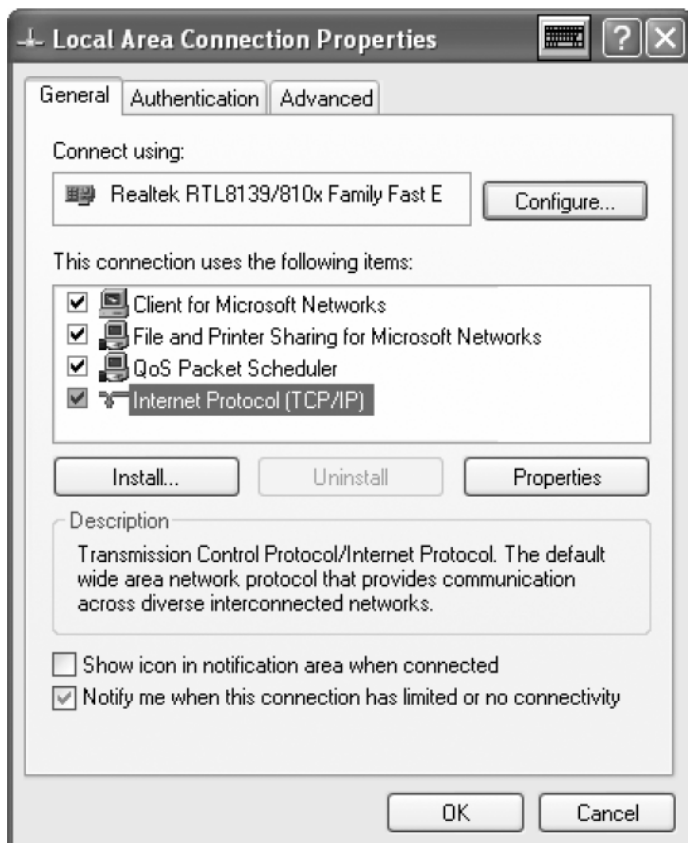 Local Area Connection Properties
General Authentication Advanced
Connect using:
Realtek RTL8139/810x Family Fast E Configure...
This connection uses the following items:
Client for Microsoft Networks
File and Printer Sharing for Microsoft Networks
QoS Packet Scheduler
Internet Protocol (TCP/IP)
Install... Uninstall Properties
Description
Transmission Control Protocol/Internet Protocol. The default
wide area network protocol that provides communication
across diverse interconnected networks.
Show icon in notification area when connected
Notify me when this connection has limited or no connectivity
OK Cancel